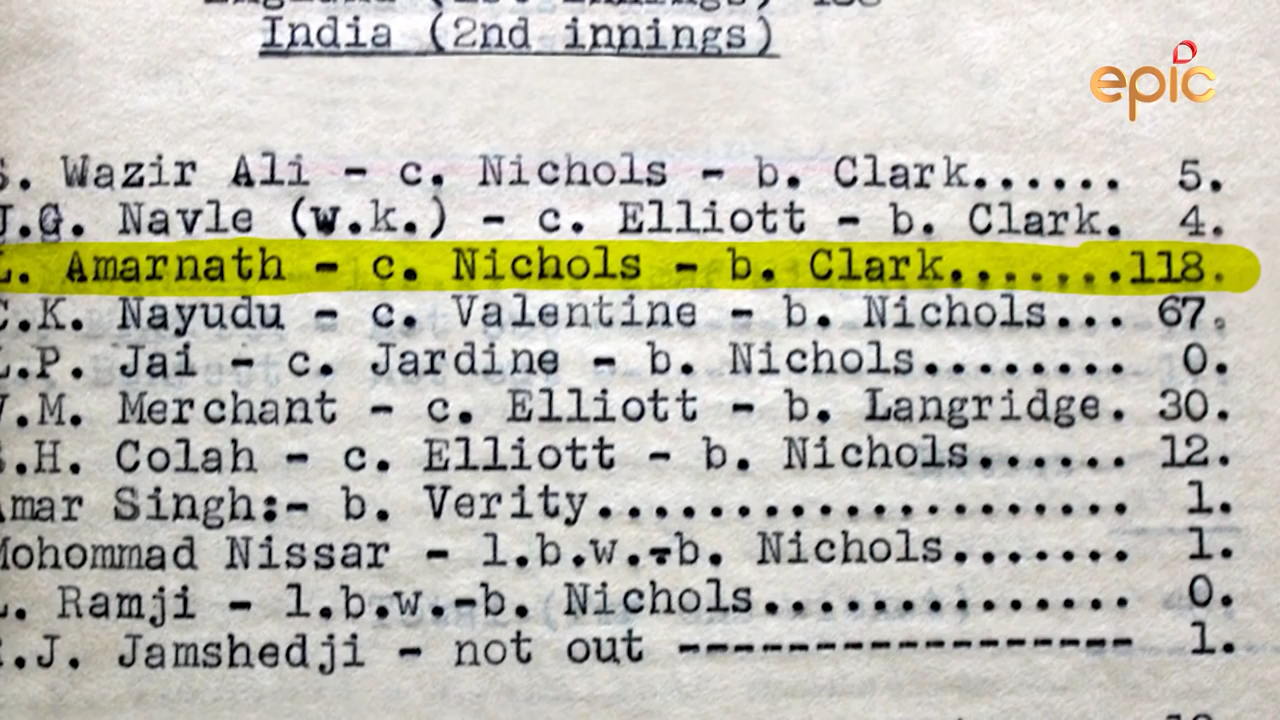 India (2nd innings)
epic
. Wazir Ali - c. Nichols - b. Clark...... 5.
J.G. Navle (w.k.) - c. Elliott - b. Clark. 4.
L. Amarnath - c. Nichols - b. Clark.......118.
C.K. Nayudu - c. Valentine - b. Nichols... 67.
L.P. Jai - c. Jardine - b. Nichols........ 0.
V.M. Merchant - c. Elliott - b. Langridge. 30.
.H. Colah - c. Elliott - b. Nichols...... 12.
Amar Singh:- b. Verity................... 1.
Mohommad Nissar - l.b.w.-b. Nichols....... 1.
L. Ramji - l.b.w.-b. Nichols.............. 0.
.J. Jamshedji - not out ----------------- 1.